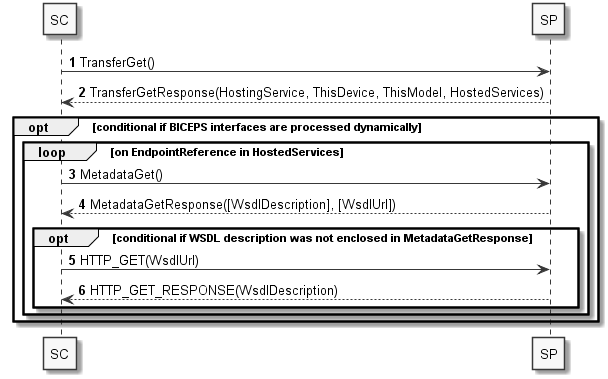 SC SP
1 TransferGet()
2 TransferGetResponse(HostingService, ThisDevice, ThisModel, HostedServices)
opt [conditional if BICEPS interfaces are processed dynamically]
loop [on EndpointReference in HostedServices]
3 MetadataGet()
4 MetadataGetResponse([WsdlDescription], [WsdlUrl])
opt [conditional if WSDL description was not enclosed in MetadataGetResponse]
5 HTTP_GET(WsdlUrl)
6 HTTP_GET_RESPONSE(WsdlDescription)
SC SP